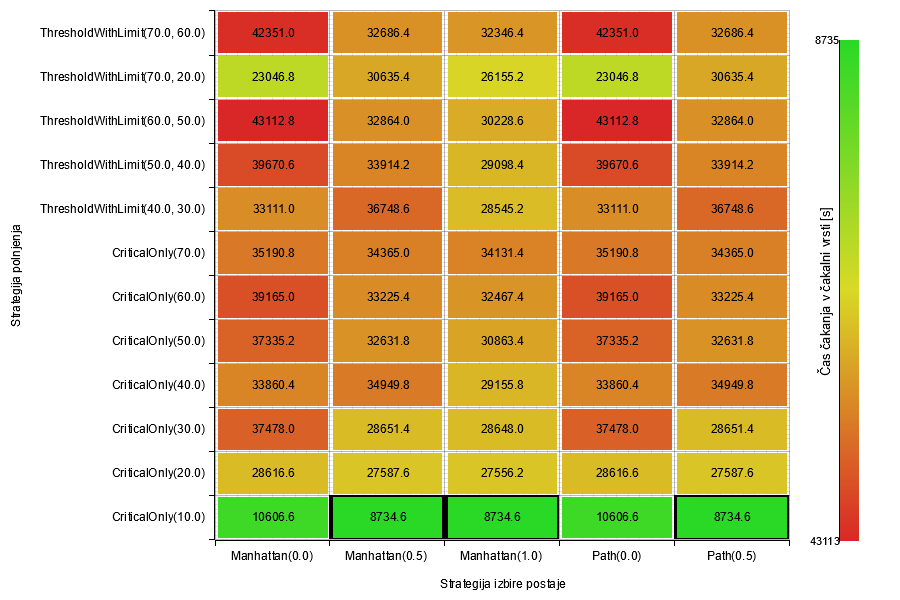 ThresholdWithLimit(70.0, 60.0) 42351.0 32686.4 32346.4 42351.0 32686.4
ThresholdWithLimit(70.0, 20.0) 23046.8 30635.4 26155.2 23046.8 30635.4
ThresholdWithLimit(60.0, 50.0) 43112.8 32864.0 30228.6 43112.8 32864.0
ThresholdWithLimit(50.0, 40.0) 39670.6 33914.2 29098.4 39670.6 33914.2
ThresholdWithLimit(40.0, 30.0) 33111.0 36748.6 28545.2 33111.0 36748.6
CriticalOnly(70.0) 35190.8 34365.0 34131.4 35190.8 34365.0
CriticalOnly(60.0) 39165.0 33225.4 32467.4 39165.0 33225.4
CriticalOnly(50.0) 37335.2 32631.8 30863.4 37335.2 32631.8
CriticalOnly(40.0) 33860.4 34949.8 29155.8 33860.4 34949.8
CriticalOnly(30.0) 37478.0 28651.4 28648.0 37478.0 28651.4
CriticalOnly(20.0) 28616.6 27587.6 27556.2 28616.6 27587.6
CriticalOnly(10.0) 10606.6 8734.6 8734.6 10606.6 8734.6
Manhattan(0.0) Manhattan(0.5) Manhattan(1.0) Path(0.0) Path(0.5)
Strategija izbire postaje
Strategija polnjenja
8735
43113
Čas čakanja v čakalni vrsti [s]